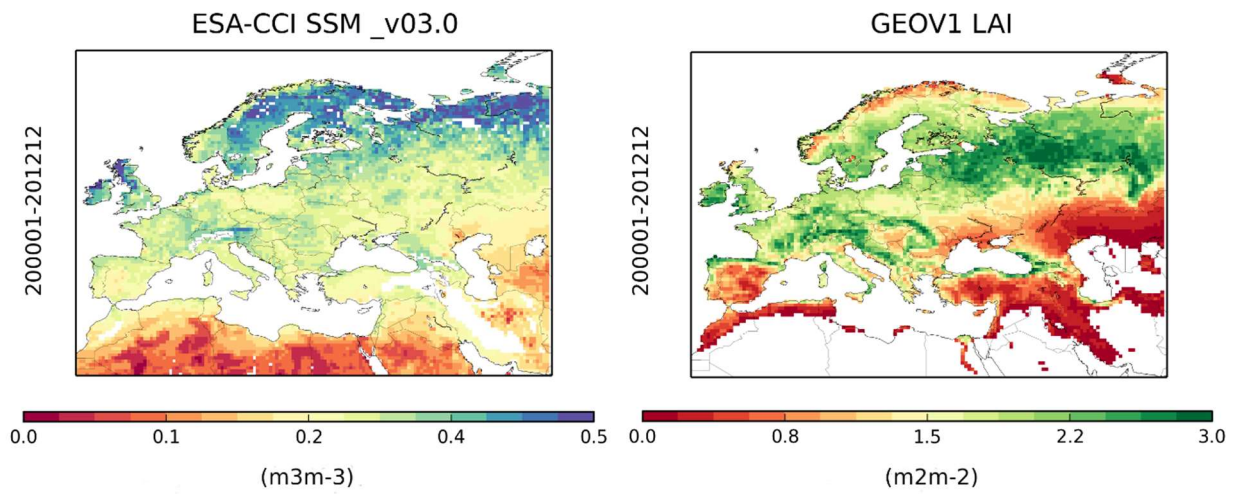 ESA-CCI SSM _v03.0
200001-201212
0.0 0.1 0.2 0.4 0.5
(m3m-3)
GEOV1 LAI
200001-201212
0.0 0.8 1.5 2.2 3.0
(m2m-2)